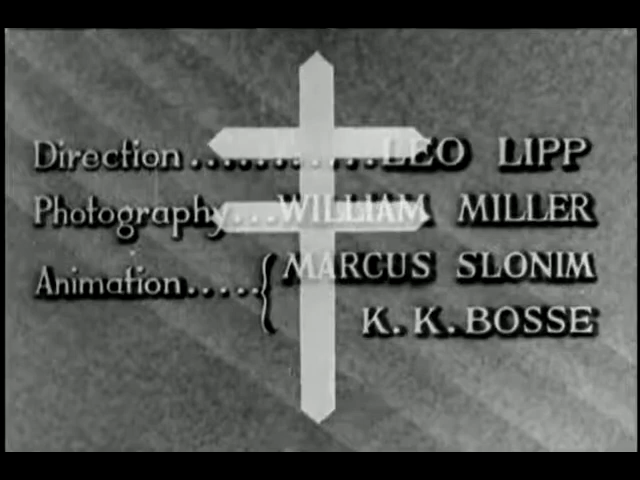 Direction............LEO LIPP
Photography...WILLIAM MILLER
Animation.....{MARCUS SLONIM
K. K. BOSSE